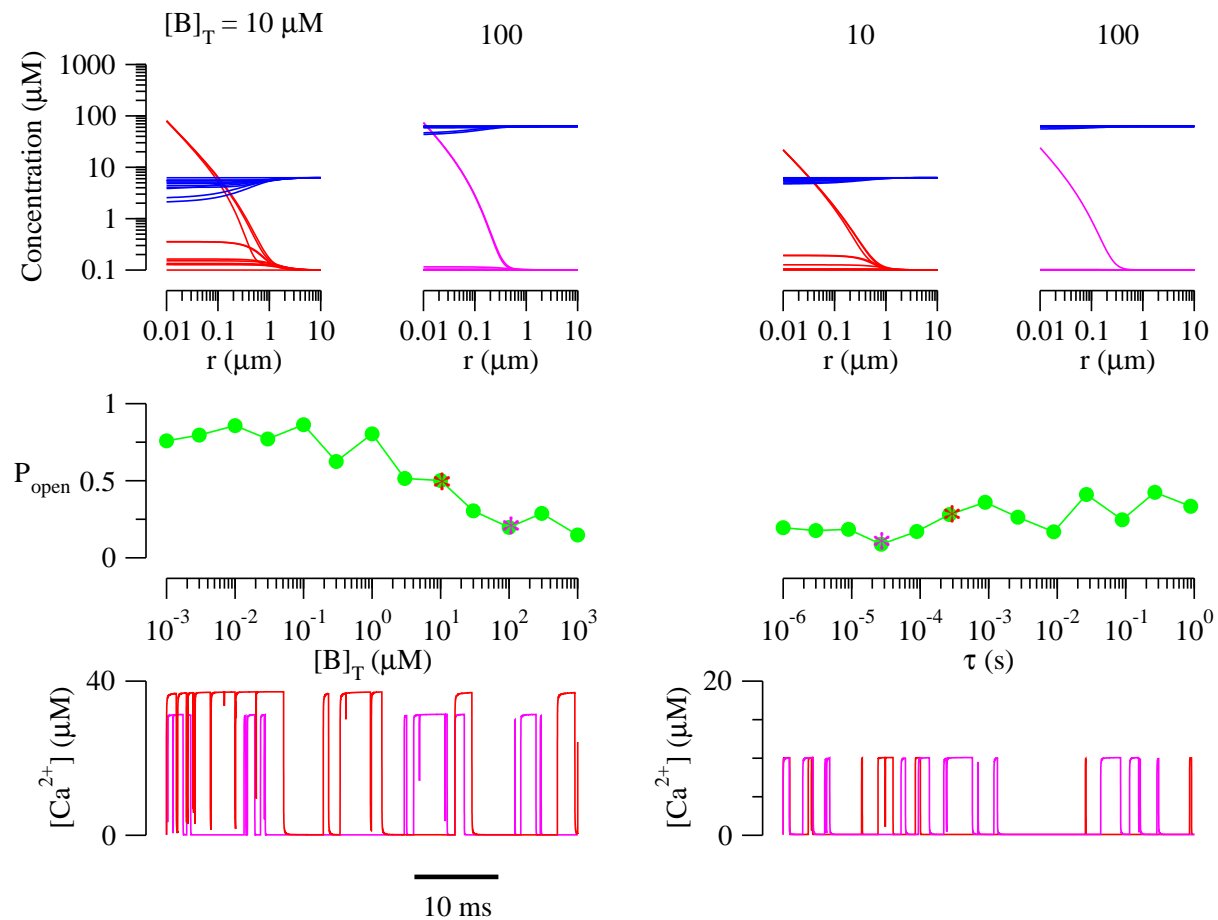 [B]T = 10 μM 100 10 100
Concentration (μM)
1000
100
10
1
0.1
0.01 0.1 1 10 0.01 0.1 1 10 0.01 0.1 1 10 0.01 0.1 1 10
r (μm) r (μm) r (μm) r (μm)
Popen
1
0.5
0
10-3 10-2 10-1 100 101 102 103
[B]T (μM)
10-6 10-5 10-4 10-3 10-2 10-1 100
τ (s)
[Ca2+] (μM)
40
0
[Ca2+] (μM)
20
0
10 ms